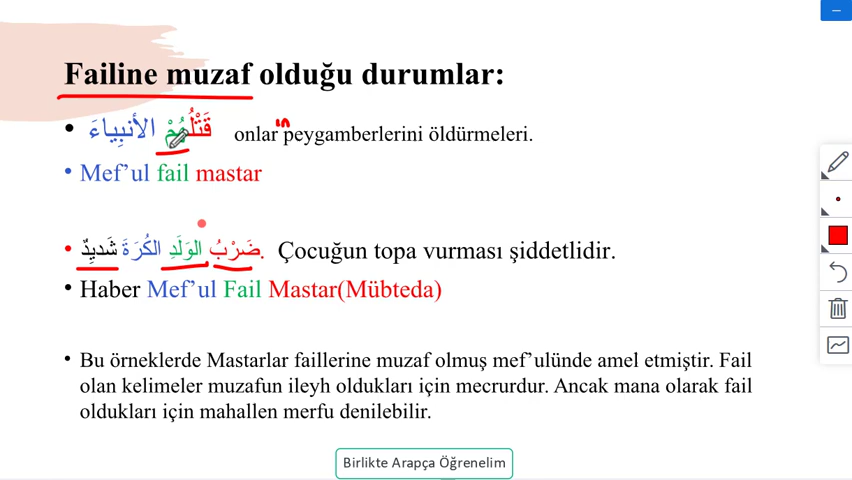 Failine muzaf olduğu durumlar:
• قَتْلُهُمْ الأنبِياءَ onların peygamberlerini öldürmeleri.
• Mef’ul fail mastar
• ضَرْبُ الوَلَدِ الكُرَةَ شَديِدٌ. Çocuğun topa vurması şiddetlidir.
• Haber Mef’ul Fail Mastar(Mübteda)
• Bu örneklerde Mastarlar faillerine muzaf olmuş mef’ulünde amel etmiştir. Fail
olan kelimeler muzafun ileyh oldukları için mecrurdur. Ancak mana olarak fail
oldukları için mahallen merfu denilebilir.
Birlikte Arapça Öğrenelim